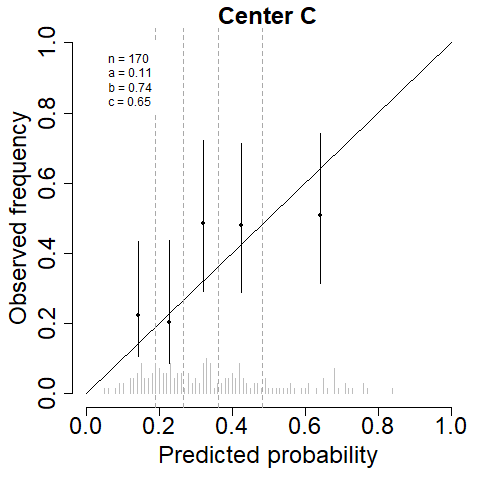 Center C
n = 170
a = 0.11
b = 0.74
c = 0.65
Observed frequency
1.0
0.8
0.6
0.4
0.2
0.0
0.0 0.2 0.4 0.6 0.8 1.0
Predicted probability